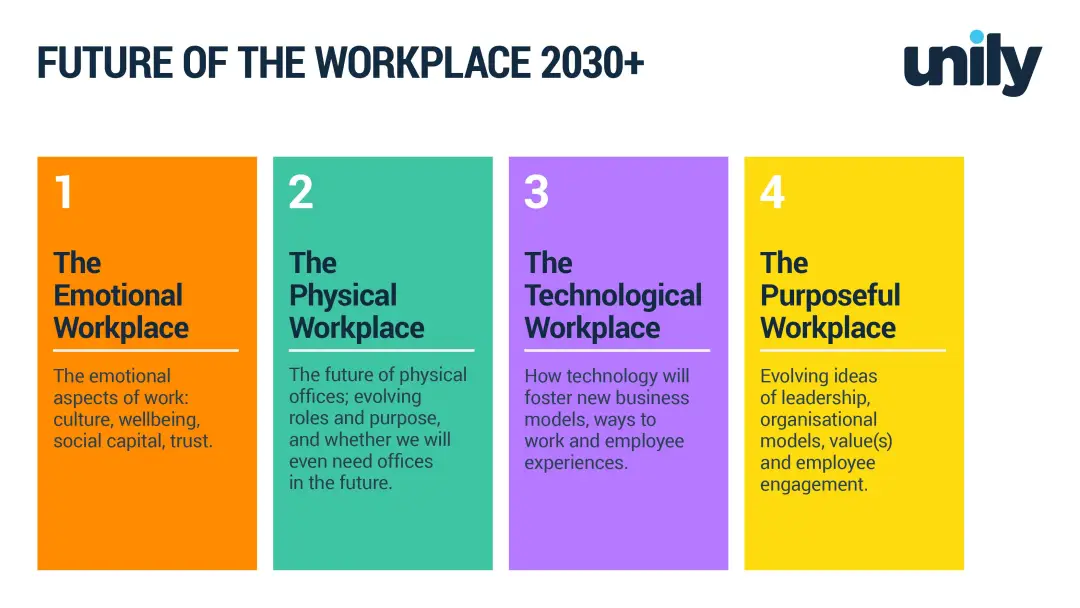 FUTURE OF THE WORKPLACE 2030+
unily
1
The
Emotional
Workplace
The emotional
aspects of work:
culture, wellbeing,
social capital, trust.
2
The
Physical
Workplace
The future of physical
offices; evolving
roles and purpose,
and whether we will
even need offices
in the future.
3
The
Technological
Workplace
How technology will
foster new business
models, ways to
work and employee
experiences.
4
The
Purposeful
Workplace
Evolving ideas
of leadership,
organisational
models, value(s)
and employee
engagement.